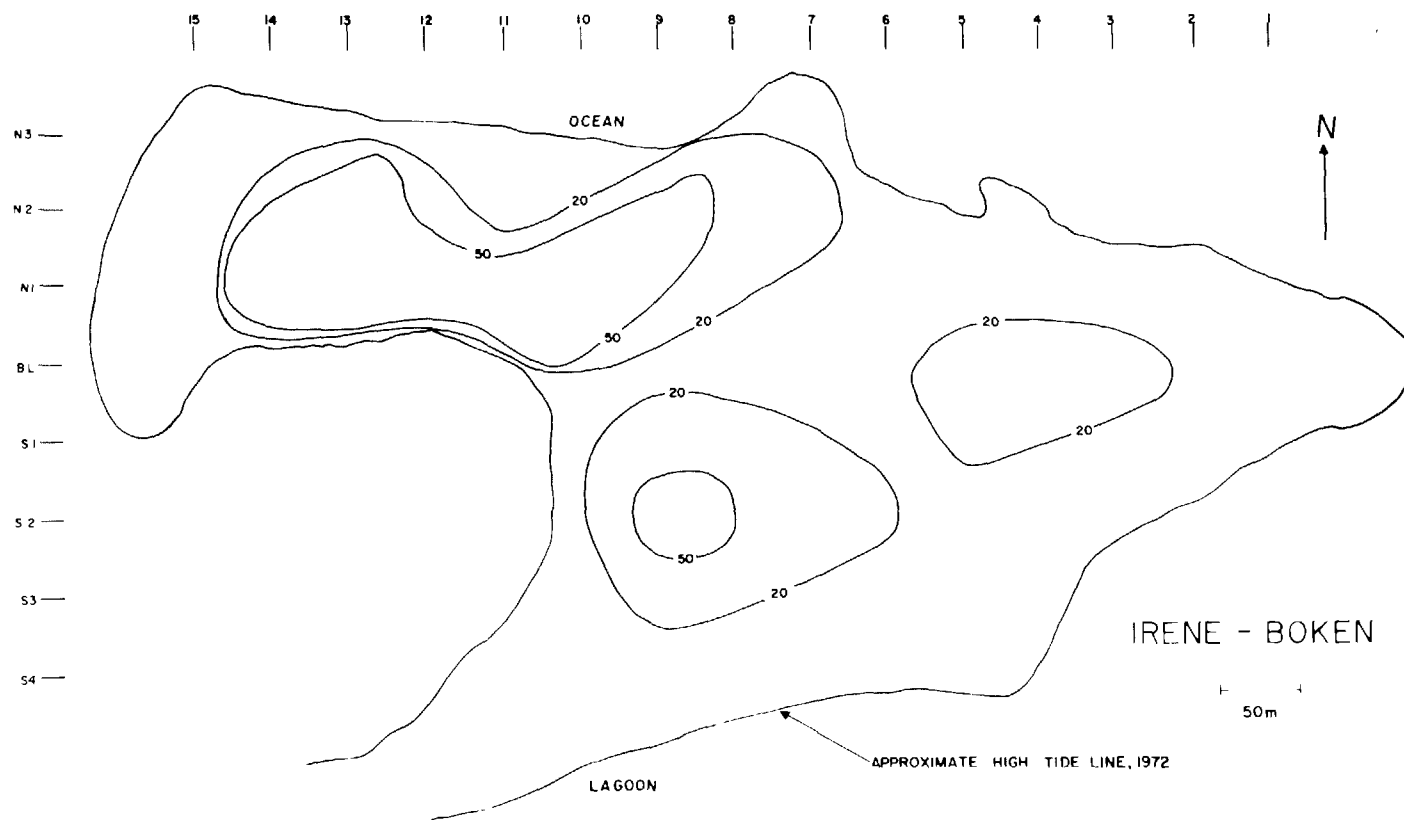 15 14 13 12 11 10 9 8 7 6 5 4 3 2 1
OCEAN
N3
N
N2
20
50
N1
20
20
50
BL
20
20
S1
S2
50
S3
20
IRENE - BOKEN
S4
50m
APPROXIMATE HIGH TIDE LINE, 1972
LAGOON